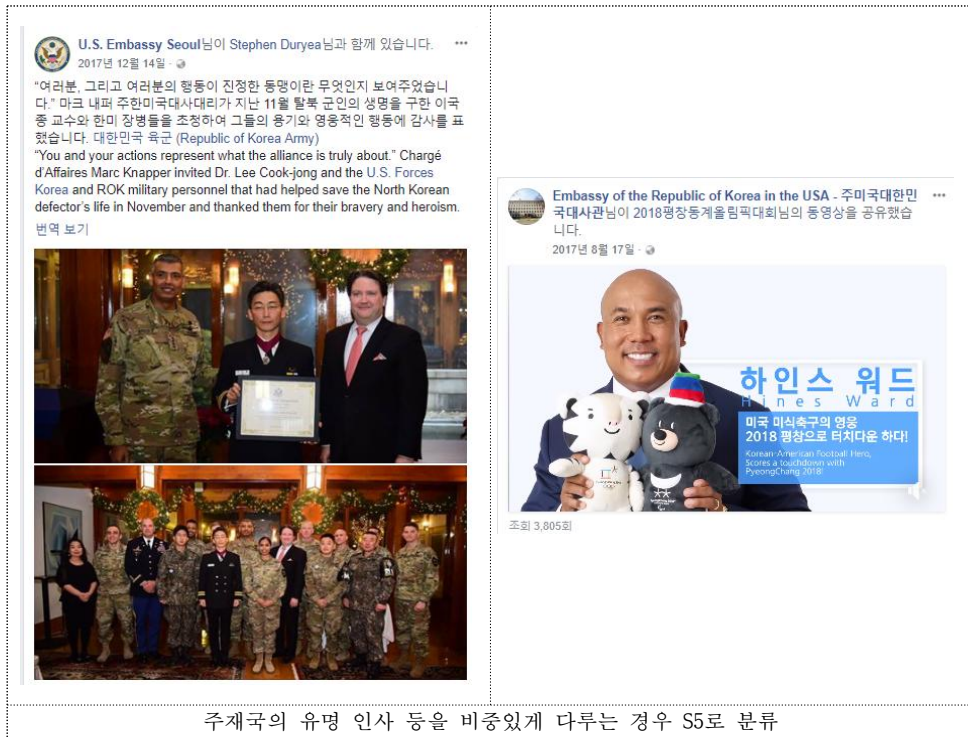 U.S. Embassy Seoul님이 Stephen Duryea님과 함께 있습니다.
2017년 12월 14일 ·
“여러분, 그리고 여러분의 행동이 진정한 동맹이란 무엇인지 보여주었습니
다.” 마크 내퍼 주한미국대사대리가 지난 11월 탈북 군인의 생명을 구한 이국
종 교수와 한미 장병들을 초청하여 그들의 용기와 영웅적인 행동에 감사를 표
했습니다. 대한민국 육군 (Republic of Korea Army)
“You and your actions represent what the alliance is truly about.” Chargé
d’Affaires Marc Knapper invited Dr. Lee Cook-jong and the U.S. Forces
Korea and ROK military personnel that had helped save the North Korean
defector’s life in November and thanked them for their bravery and heroism.
번역 보기
Embassy of the Republic of Korea in the USA - 주미국대한민
국대사관님이 2018평창동계올림픽대회님의 동영상을 공유했습
니다.
2017년 8월 17일 ·
하인스 워드
Hines Ward
미국 미식축구의 영웅
2018 평창으로 터치다운 하다!
Korean-American Football Hero,
Scores a touchdown with
PyeongChang 2018!
조회 3,805회
주재국의 유명 인사 등을 비중있게 다루는 경우 S5로 분류